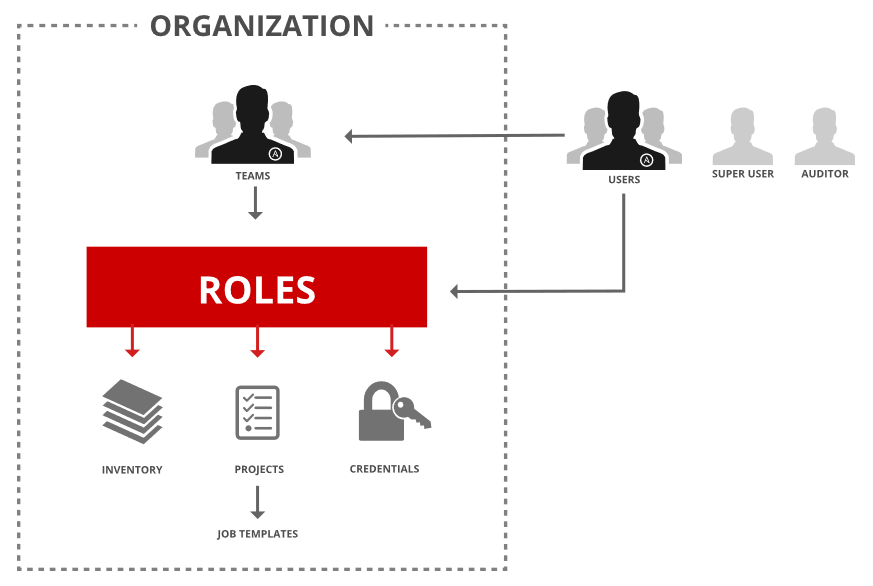 ORGANIZATION
A
TEAMS
A
USERS
SUPER USER
AUDITOR
ROLES
INVENTORY
PROJECTS
CREDENTIALS
JOB TEMPLATES